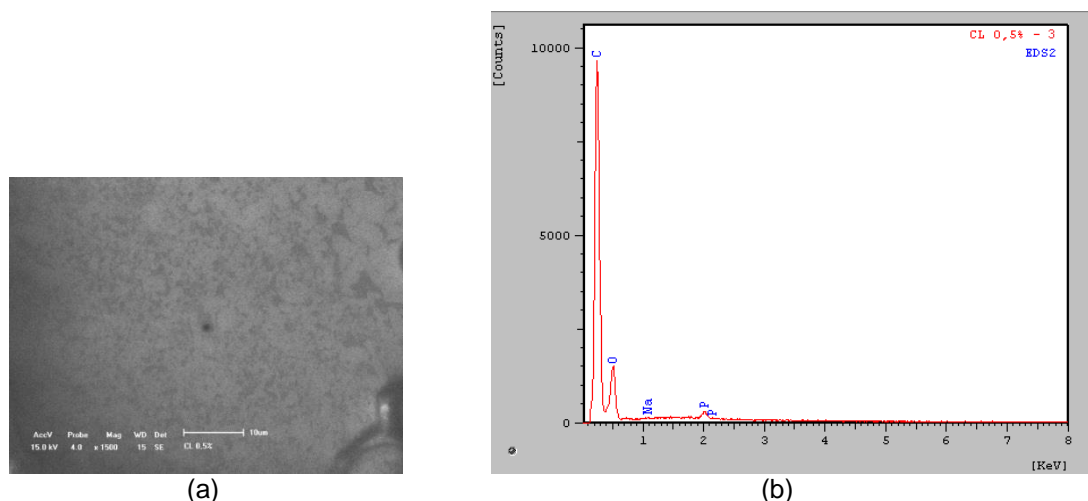 AccV Probe Mag WD Det 10µm
15.0 kV 4.0 x 1500 15 SE CL 0.5%
(a)
[Counts]
10000
5000
0
CL 0,5% - 3
EDS2
C
O
Na
P
P
1 2 3 4 5 6 7 8
[KeV]
(b)